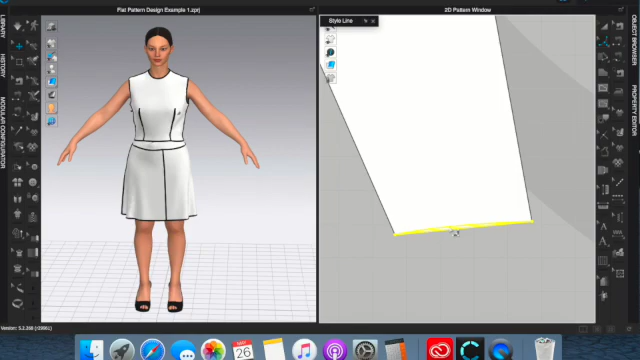 Flat Pattern Design Example 1.zprj
2D Pattern Window
Style Line
LIBRARY
HISTORY
MODULAR CONFIGURATOR
OBJECT BROWSER
PROPERTY EDITOR
MAY
26